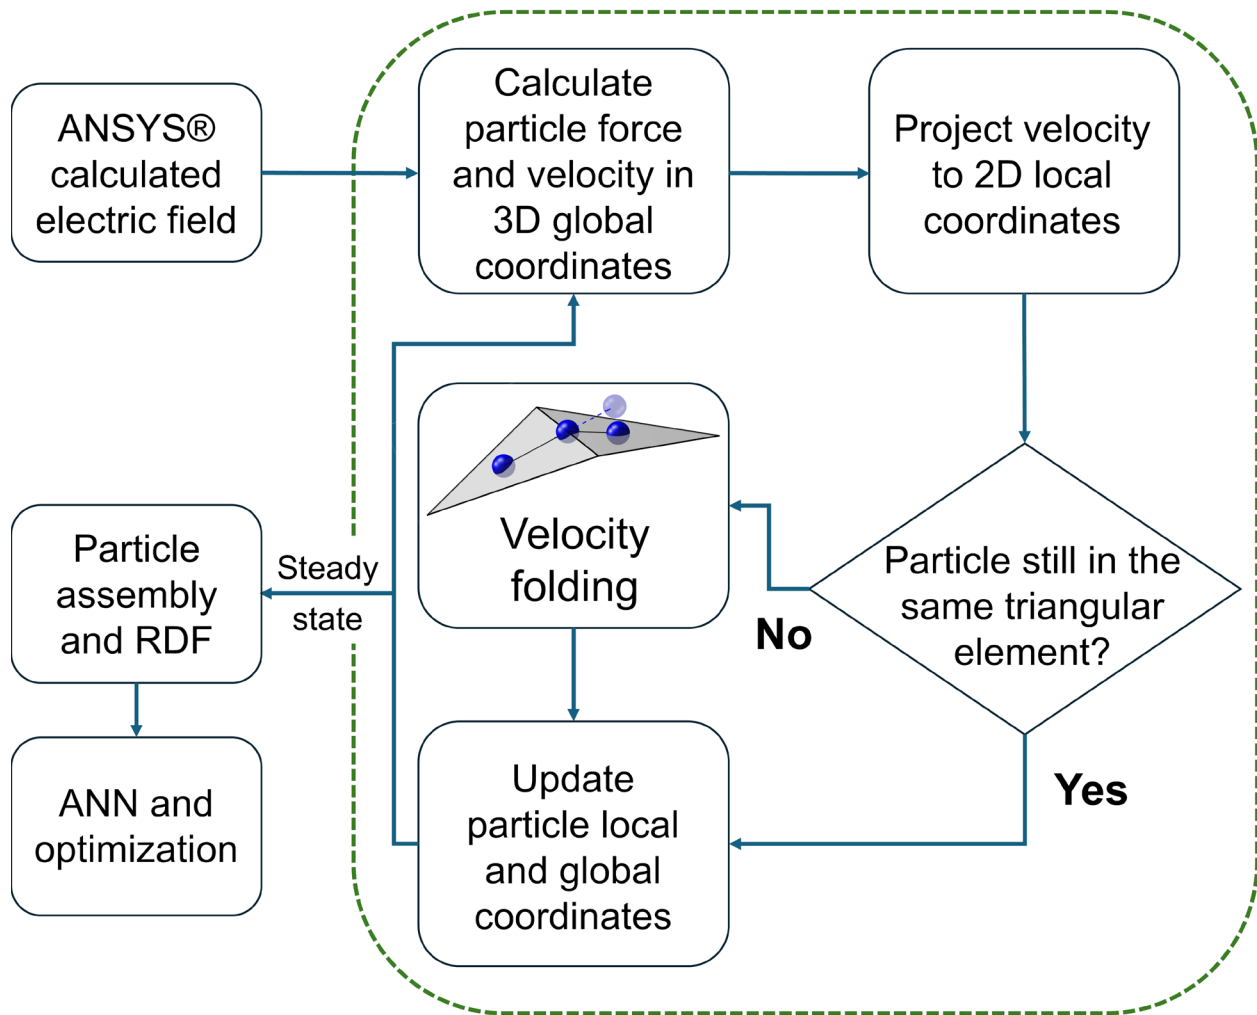 ANSYS®
calculated
electric field
Calculate
particle force
and velocity in
3D global
coordinates
Project velocity
to 2D local
coordinates
Particle still in the
same triangular
element?
No
Yes
Velocity
folding
Update
particle local
and global
coordinates
Steady
state
Particle
assembly
and RDF
ANN and
optimization